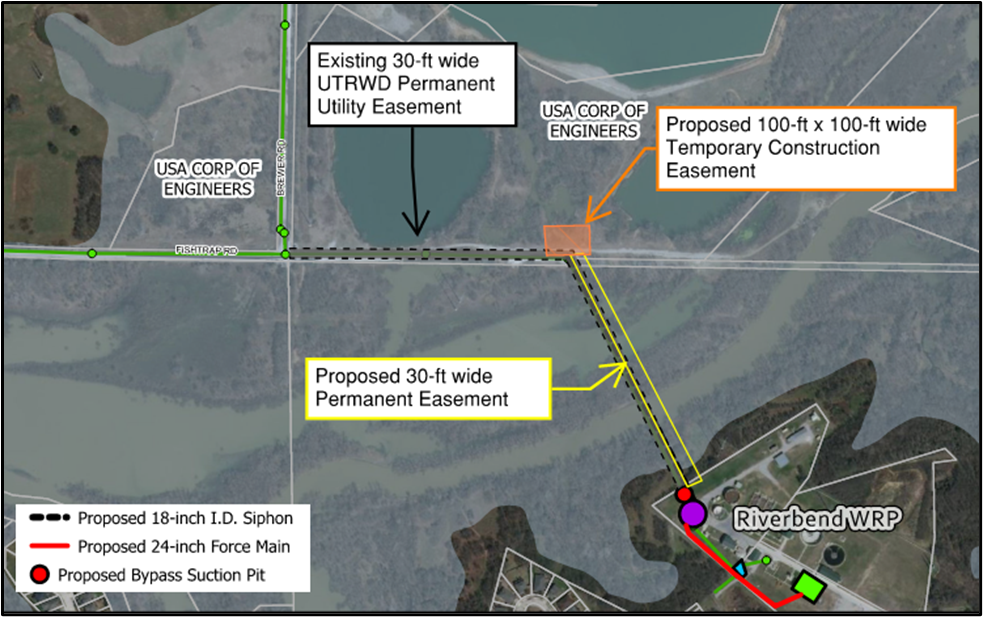 Existing 30-ft wide
UTRWD Permanent
Utility Easement
USA CORP OF
ENGINEERS
Proposed 100-ft x 100-ft wide
Temporary Construction
Easement
USA CORP OF
ENGINEERS
BREWER RD
FISHTRAP RD
Proposed 30-ft wide
Permanent Easement
Riverbend WRP
Proposed 18-inch I.D. Siphon
Proposed 24-inch Force Main
Proposed Bypass Suction Pit